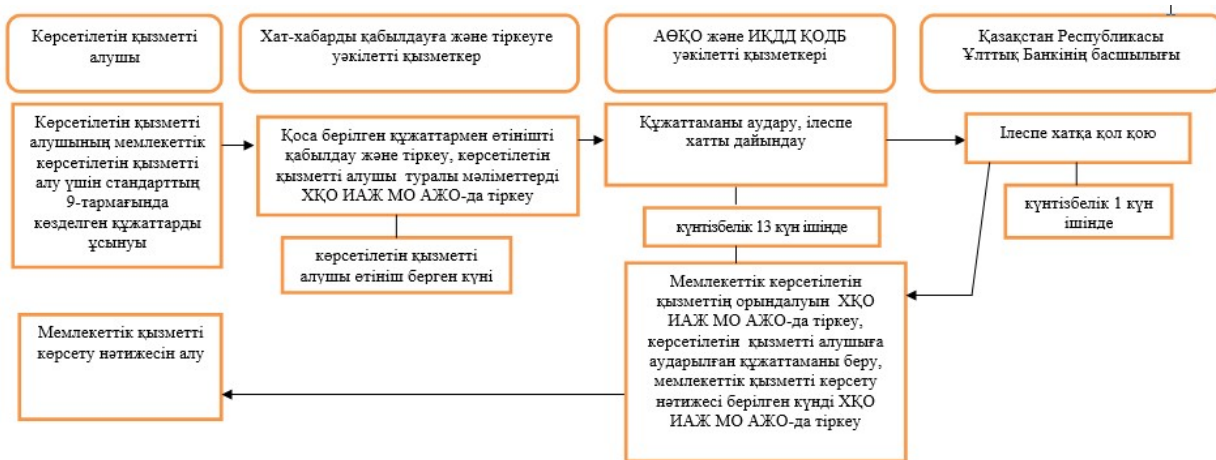 Көрсетілетін қызметті
алушы
Хат-хабарды қабылдауға және тіркеуге
уәкілетті қызметкер
АӨҚО және ИҚДД ҚОДБ
уәкілетті қызметкері
Қазақстан Республикасы
Ұлттық Банкінің басшылығы
Көрсетілетін қызметті
алушының мемлекеттік
көрсетілетін қызметті
алу үшін стандарттың
9-тармағында
көзделген құжаттарды
ұсынуы
Қоса берілген құжаттармен өтінішті
қабылдау және тіркеу, көрсетілетін
қызметті алушы туралы мәліметтерді
ХҚО ИАЖ МО АЖО-да тіркеу
көрсетілетін қызметті
алушы өтініш берген күні
Құжаттаманы аудару, ілеспе
хатты дайындау
күнтізбелік 13 күн ішінде
Ілеспе хатқа қол қою
күнтізбелік 1 күн
ішінде
Мемлекеттік көрсетілетін
қызметтің орындалуын ХҚО
ИАЖ МО АЖО-да тіркеу,
көрсетілетін қызметті алушыға
аударылған құжаттаманы беру,
мемлекеттік қызметті көрсету
нәтижесі берілген күнді ХҚО
ИАЖ МО АЖО-да тіркеу
Мемлекеттік қызметті
көрсету нәтижесін алу